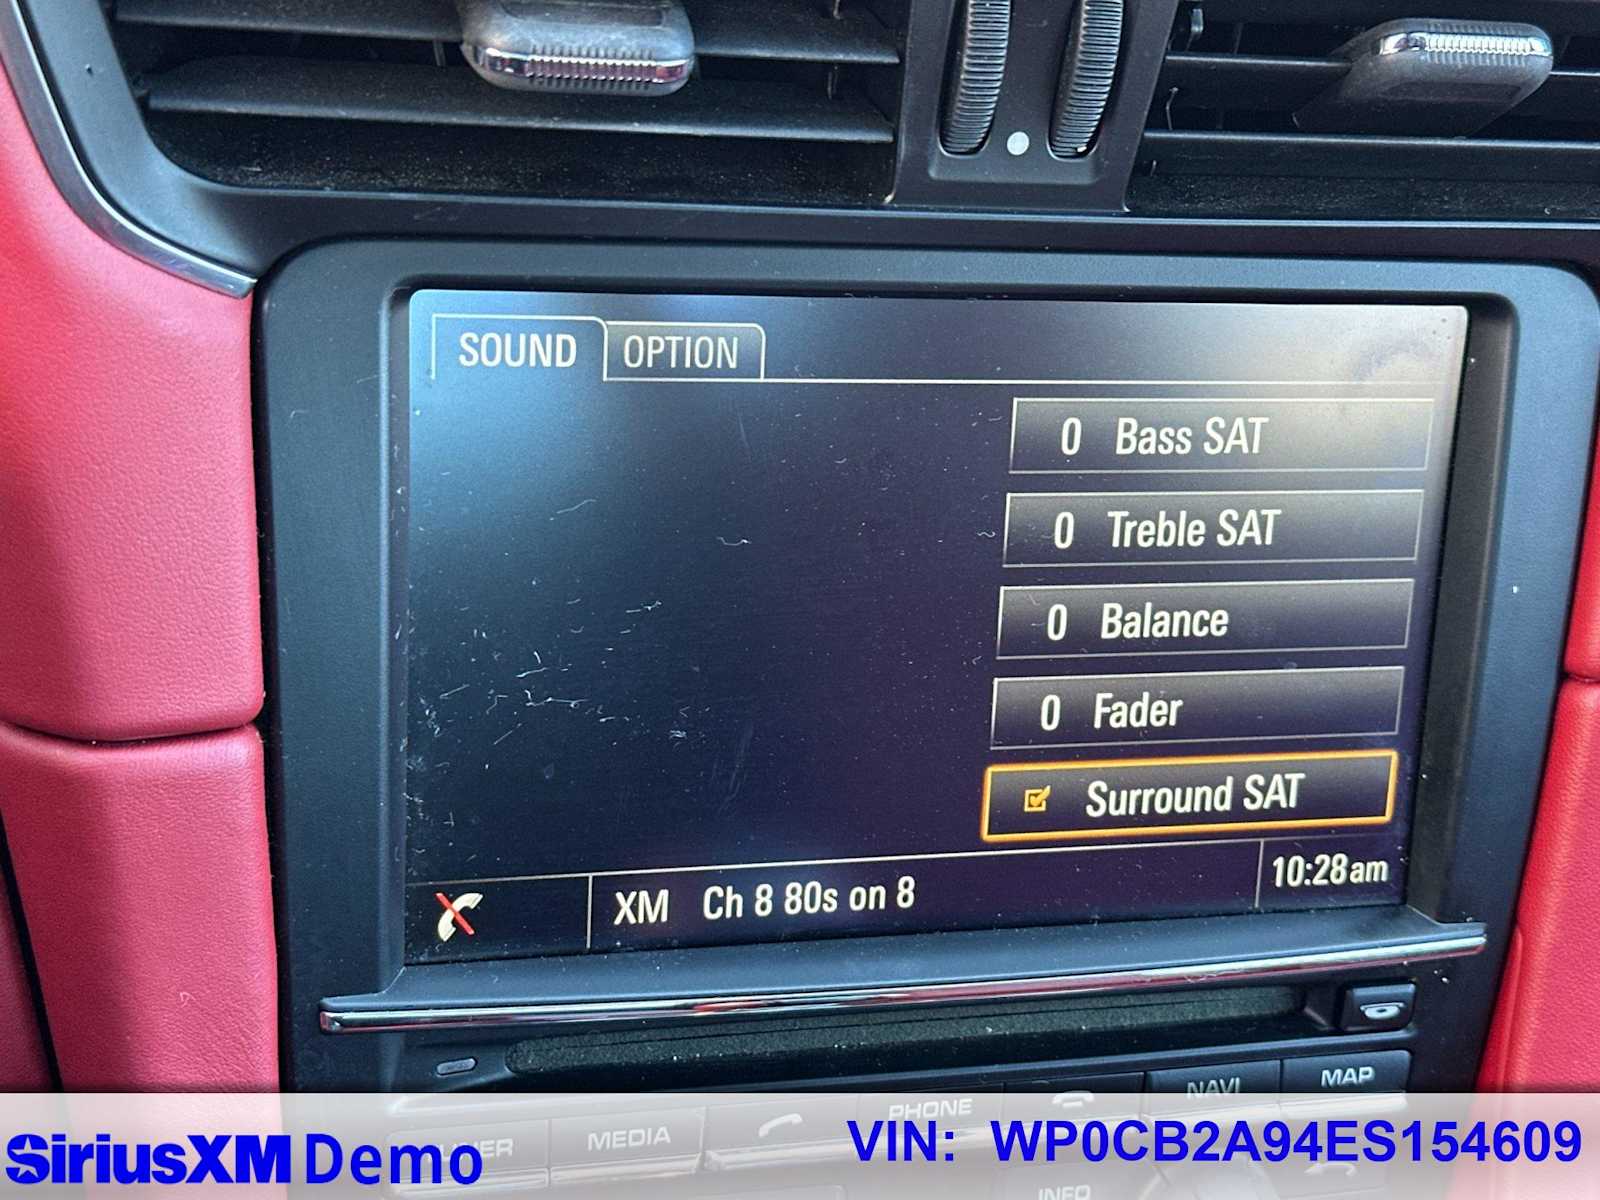 SOUND OPTION
0 Bass SAT
0 Treble SAT
0 Balance
0 Fader
Surround SAT
XM Ch 8 80s on 8
10:28am
NAVI MAP
PHONE
MEDIA
INFO
SiriusXM Demo
VIN: WP0CB2A94ES154609